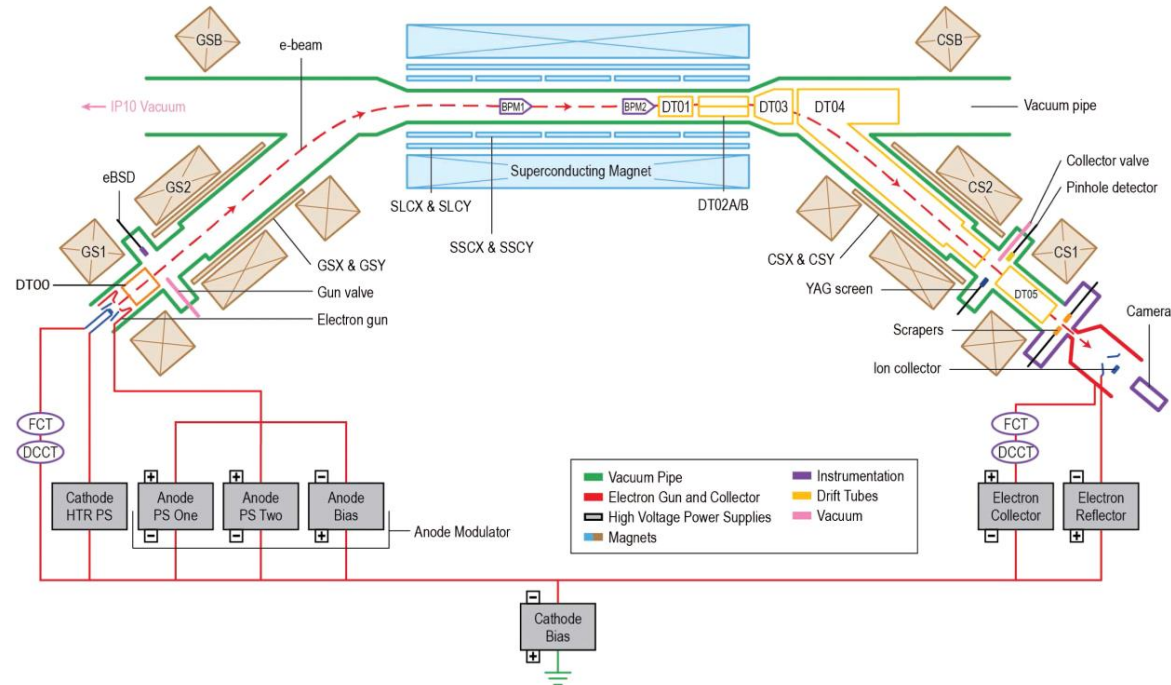 GSB
CSB
e-beam
IP10 Vacuum
BPM1
BPM2
DT01
DT03
DT04
Vacuum pipe
Superconducting Magnet
Collector valve
Pinhole detector
GS2
CS2
eBSD
SLCX & SLCY
DT02A/B
SSCX & SSCY
GS1
CS1
GSX & GSY
CSX & CSY
DT00
Gun valve
YAG screen
DT05
Electron gun
Scrapers
Camera
Ion collector
FCT
DCCT
FCT
DCCT
Cathode
HTR PS
+
Anode
PS One
−
+
Anode
PS Two
−
−
Anode
Bias
+
Anode Modulator
Vacuum Pipe
Electron Gun and Collector
High Voltage Power Supplies
Magnets
Instrumentation
Drift Tubes
Vacuum
+
Electron
Collector
−
−
Electron
Reflector
+
−
Cathode
Bias
+